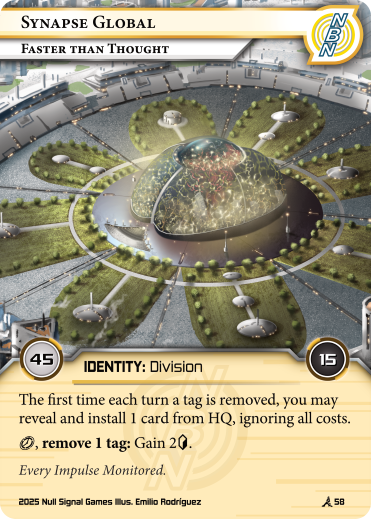 Synapse Global
Faster than Thought
NBN
45
IDENTITY: Division
15
The first time each turn a tag is removed, you may
reveal and install 1 card from HQ, ignoring all costs.
, remove 1 tag: Gain 2.
Every Impulse Monitored.
2025 Null Signal Games Illus. Emilio Rodríguez
58